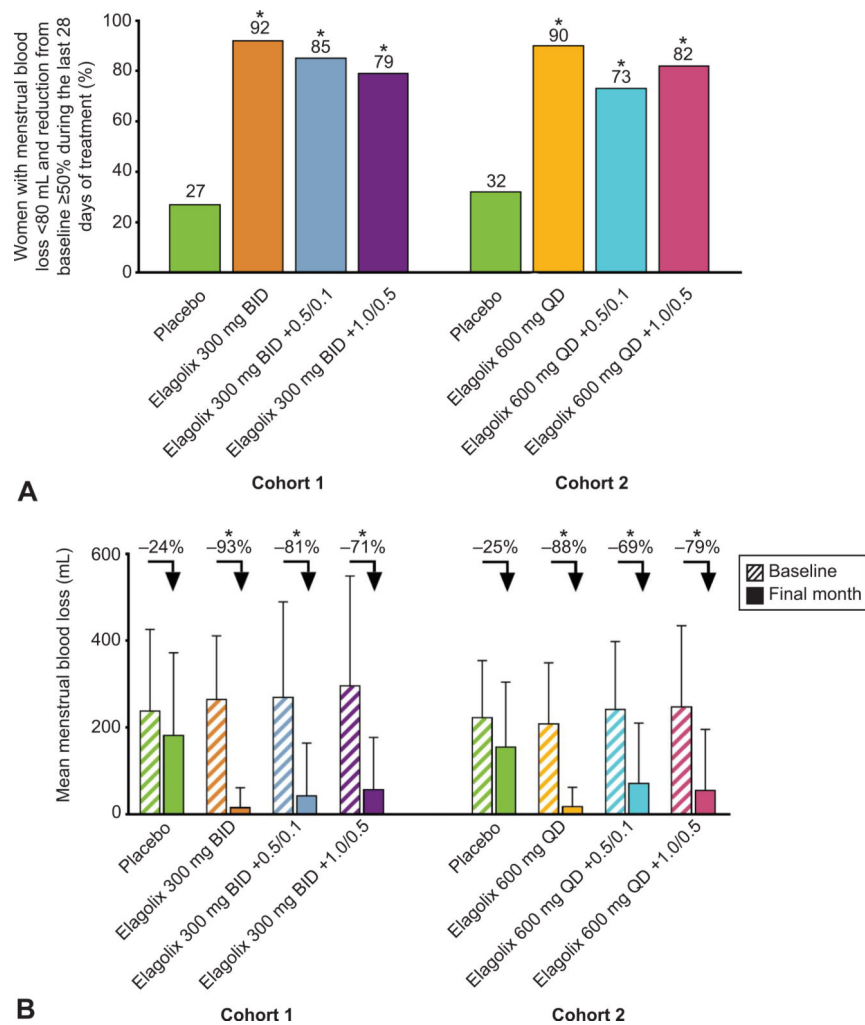 Women with menstrual blood
loss <80 mL and reduction from
baseline ≥50% during the last 28
days of treatment (%)
100
80
60
40
20
0
27
*
92
*
85
*
79
32
*
90
*
73
*
82
Placebo
Elagolix 300 mg BID
Elagolix 300 mg BID +0.5/0.1
Elagolix 300 mg BID +1.0/0.5
Placebo
Elagolix 600 mg QD
Elagolix 600 mg QD +0.5/0.1
Elagolix 600 mg QD +1.0/0.5
Cohort 1
Cohort 2
A
Mean menstrual blood loss (mL)
600
400
200
0
–24%
*
–93%
*
–81%
*
–71%
–25%
*
–88%
*
–69%
*
–79%
Baseline
Final month
Placebo
Elagolix 300 mg BID
Elagolix 300 mg BID +0.5/0.1
Elagolix 300 mg BID +1.0/0.5
Placebo
Elagolix 600 mg QD
Elagolix 600 mg QD +0.5/0.1
Elagolix 600 mg QD +1.0/0.5
Cohort 1
Cohort 2
B